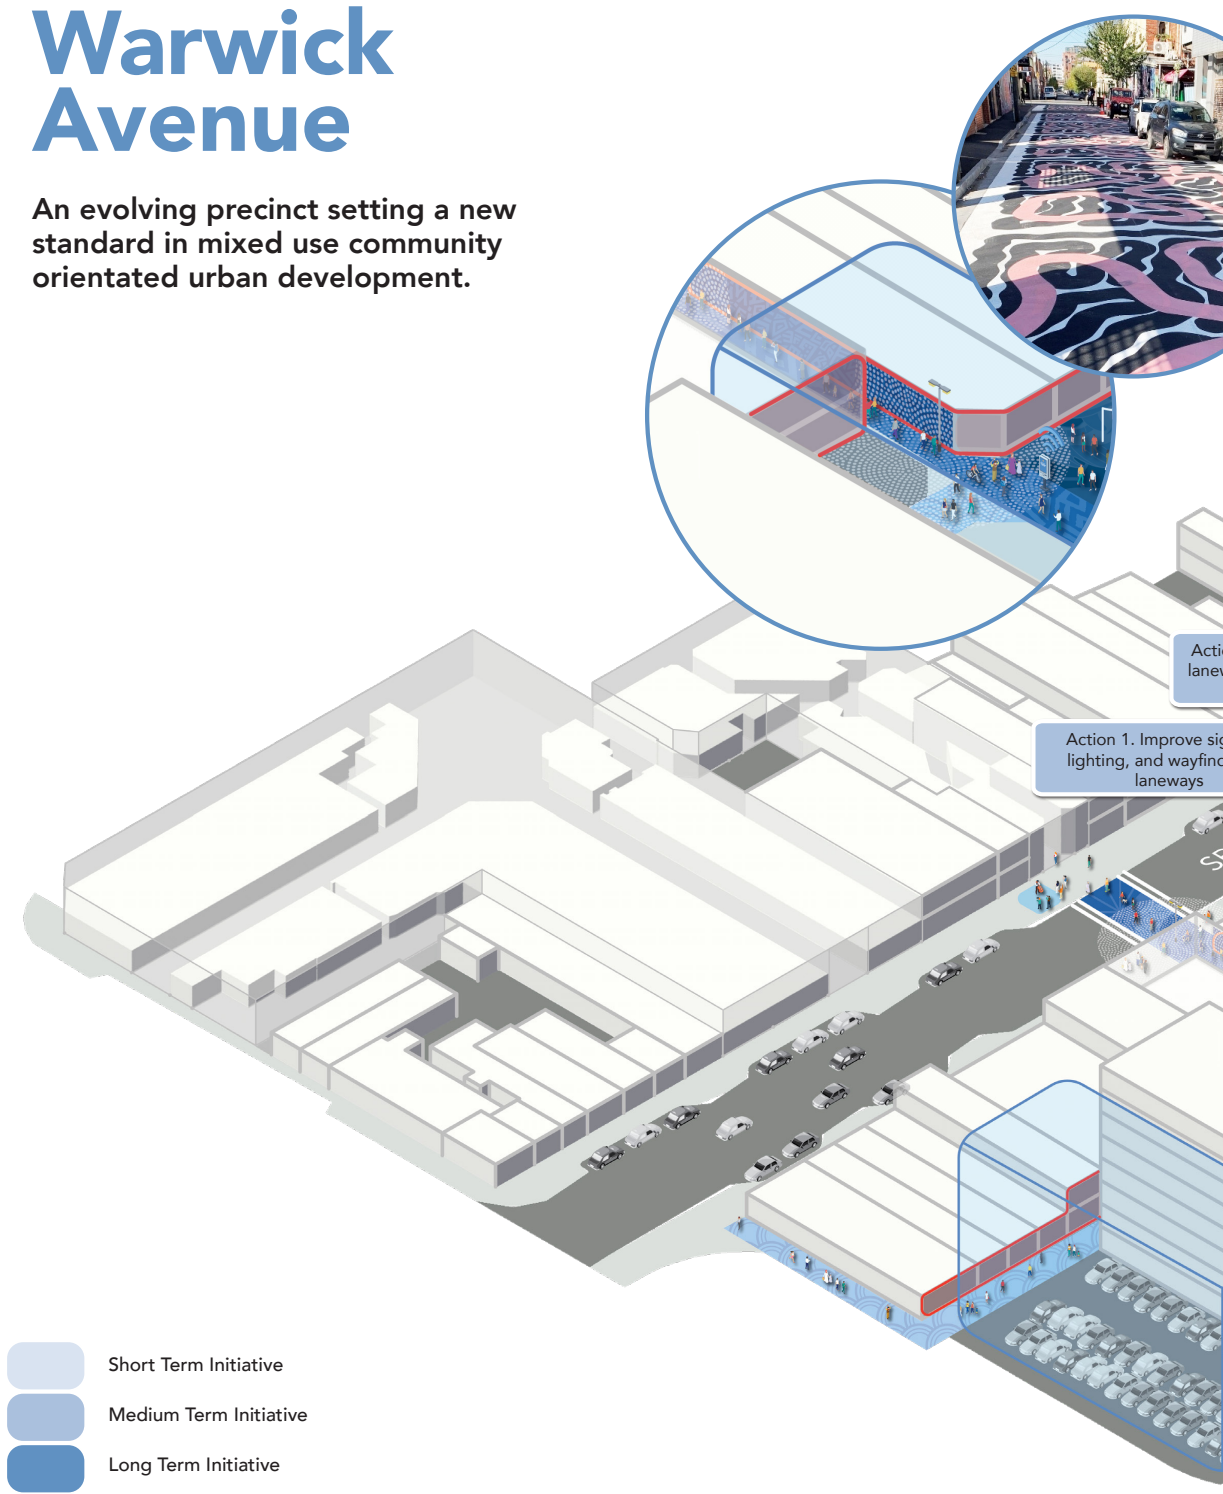 Warwick
Avenue
An evolving precinct setting a new
standard in mixed use community
orientated urban development.
Action 1. Improve
lighting, and
laneways
Short Term Initiative
Medium Term Initiative
Long Term Initiative